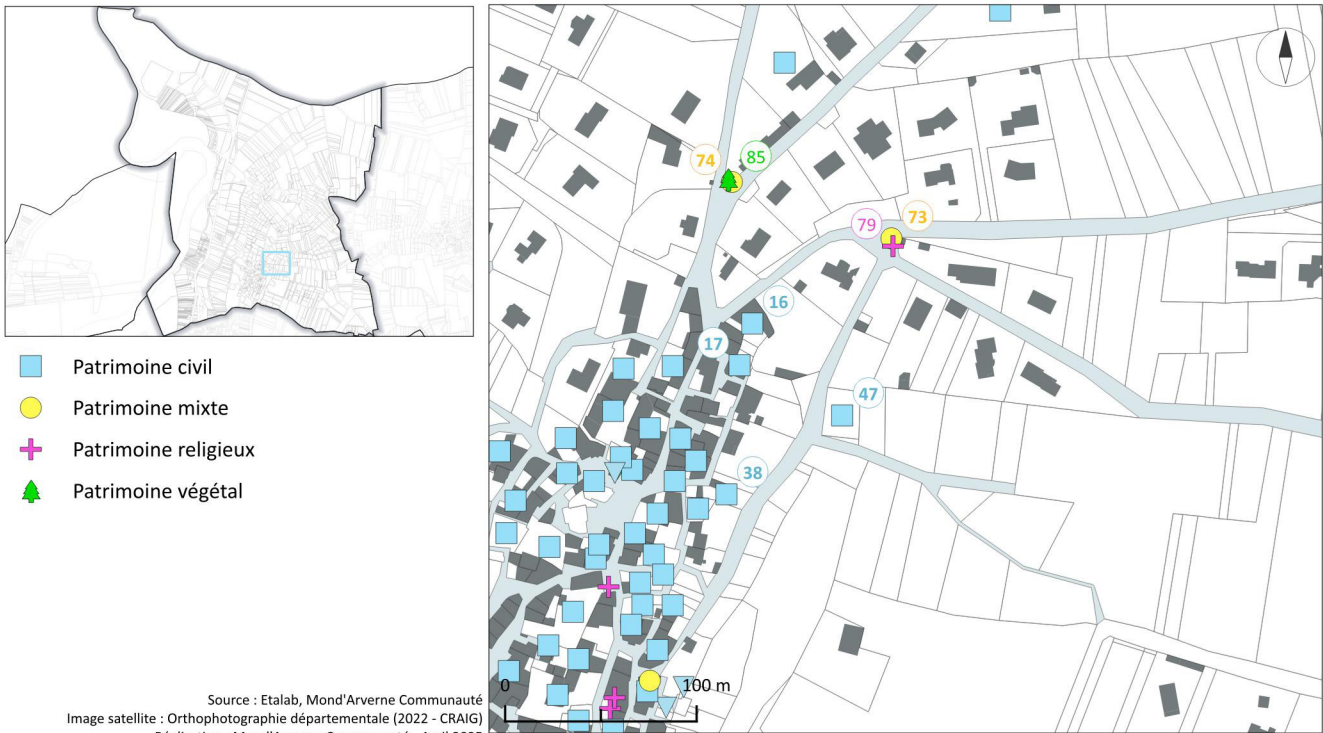 Patrimoine civil
Patrimoine mixte
Patrimoine religieux
Patrimoine végétal
Source : Etalab, Mond'Arverne Communauté
Image satellite : Orthophotographie départementale (2022 - CRAIG)
74
85
79
73
16
17
47
38
0
100 m